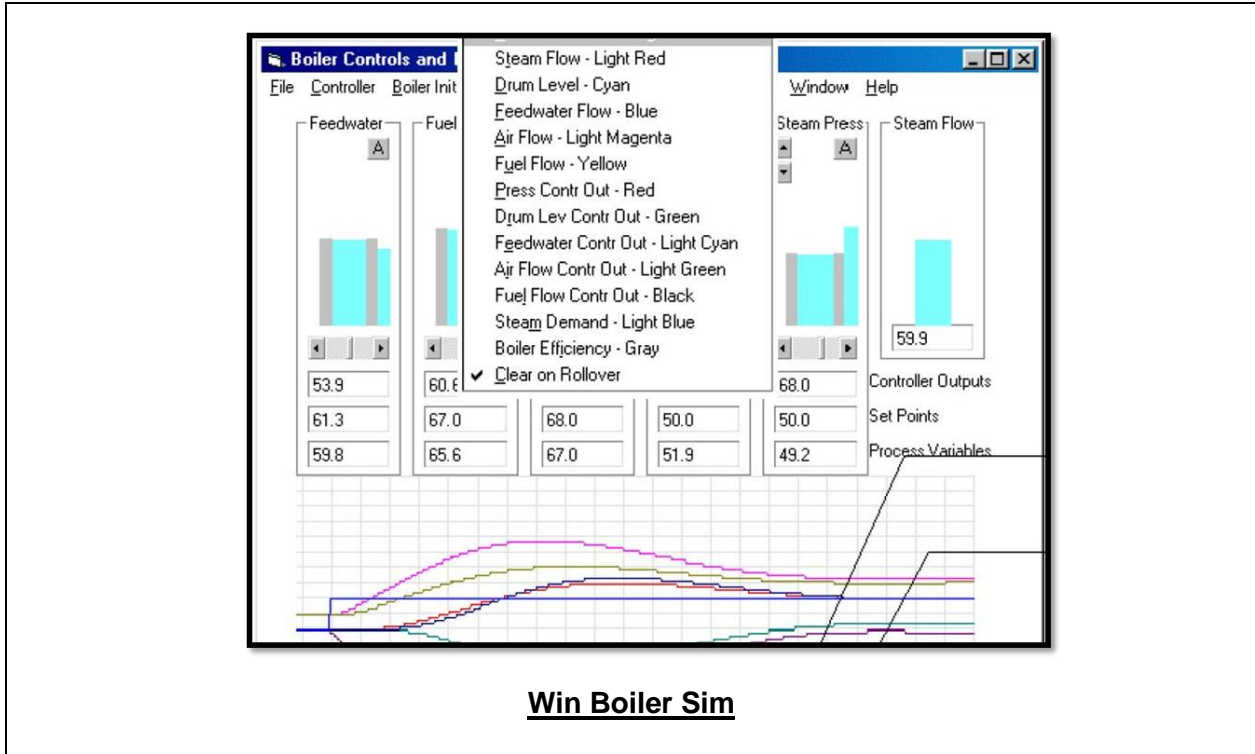 Boiler Controls and
File Controller Boiler Init Window Help
Steam Flow - Light Red
Drum Level - Cyan
Feedwater Flow - Blue
Air Flow - Light Magenta
Fuel Flow - Yellow
Press Contr Out - Red
Drum Lev Contr Out - Green
Feedwater Contr Out - Light Cyan
Air Flow Contr Out - Light Green
Fuel Flow Contr Out - Black
Steam Demand - Light Blue
Boiler Efficiency - Gray
✔ Clear on Rollover
Feedwater Fuel Steam Press Steam Flow
A A
59.9
53.9 60.6 68.0 Controller Outputs
61.3 67.0 68.0 50.0 50.0 Set Points
59.8 65.6 67.0 51.9 49.2 Process Variables
Win Boiler Sim